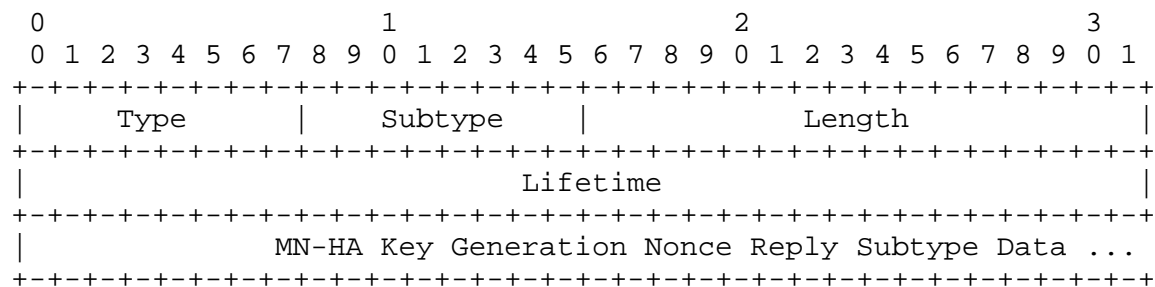 0                   1                   2                   3
 0 1 2 3 4 5 6 7 8 9 0 1 2 3 4 5 6 7 8 9 0 1 2 3 4 5 6 7 8 9 0 1
+-+-+-+-+-+-+-+-+-+-+-+-+-+-+-+-+-+-+-+-+-+-+-+-+-+-+-+-+-+-+-+-+
|     Type      |    Subtype    |            Length             |
+-+-+-+-+-+-+-+-+-+-+-+-+-+-+-+-+-+-+-+-+-+-+-+-+-+-+-+-+-+-+-+-+
|                           Lifetime                            |
+-+-+-+-+-+-+-+-+-+-+-+-+-+-+-+-+-+-+-+-+-+-+-+-+-+-+-+-+-+-+-+-+
|             MN-HA Key Generation Nonce Reply Subtype Data ...
+-+-+-+-+-+-+-+-+-+-+-+-+-+-+-+-+-+-+-+-+-+-+-+-+-+-+-+-+-+-+-+-+